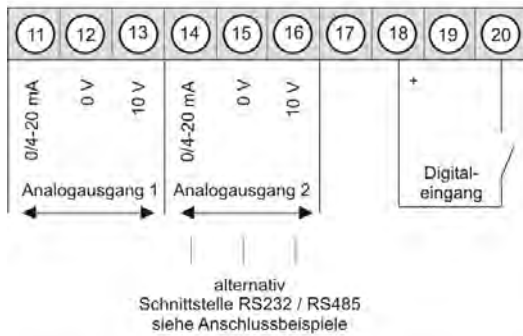 11 12 13 14 15 16 17 18 19 20
0/4-20 mA 0 V 10 V 0/4-20 mA 0 V 10 V +
Analogausgang 1 Analogausgang 2
Digital-
eingang
alternativ
Schnittstelle RS232 / RS485
siehe Anschlussbeispiele